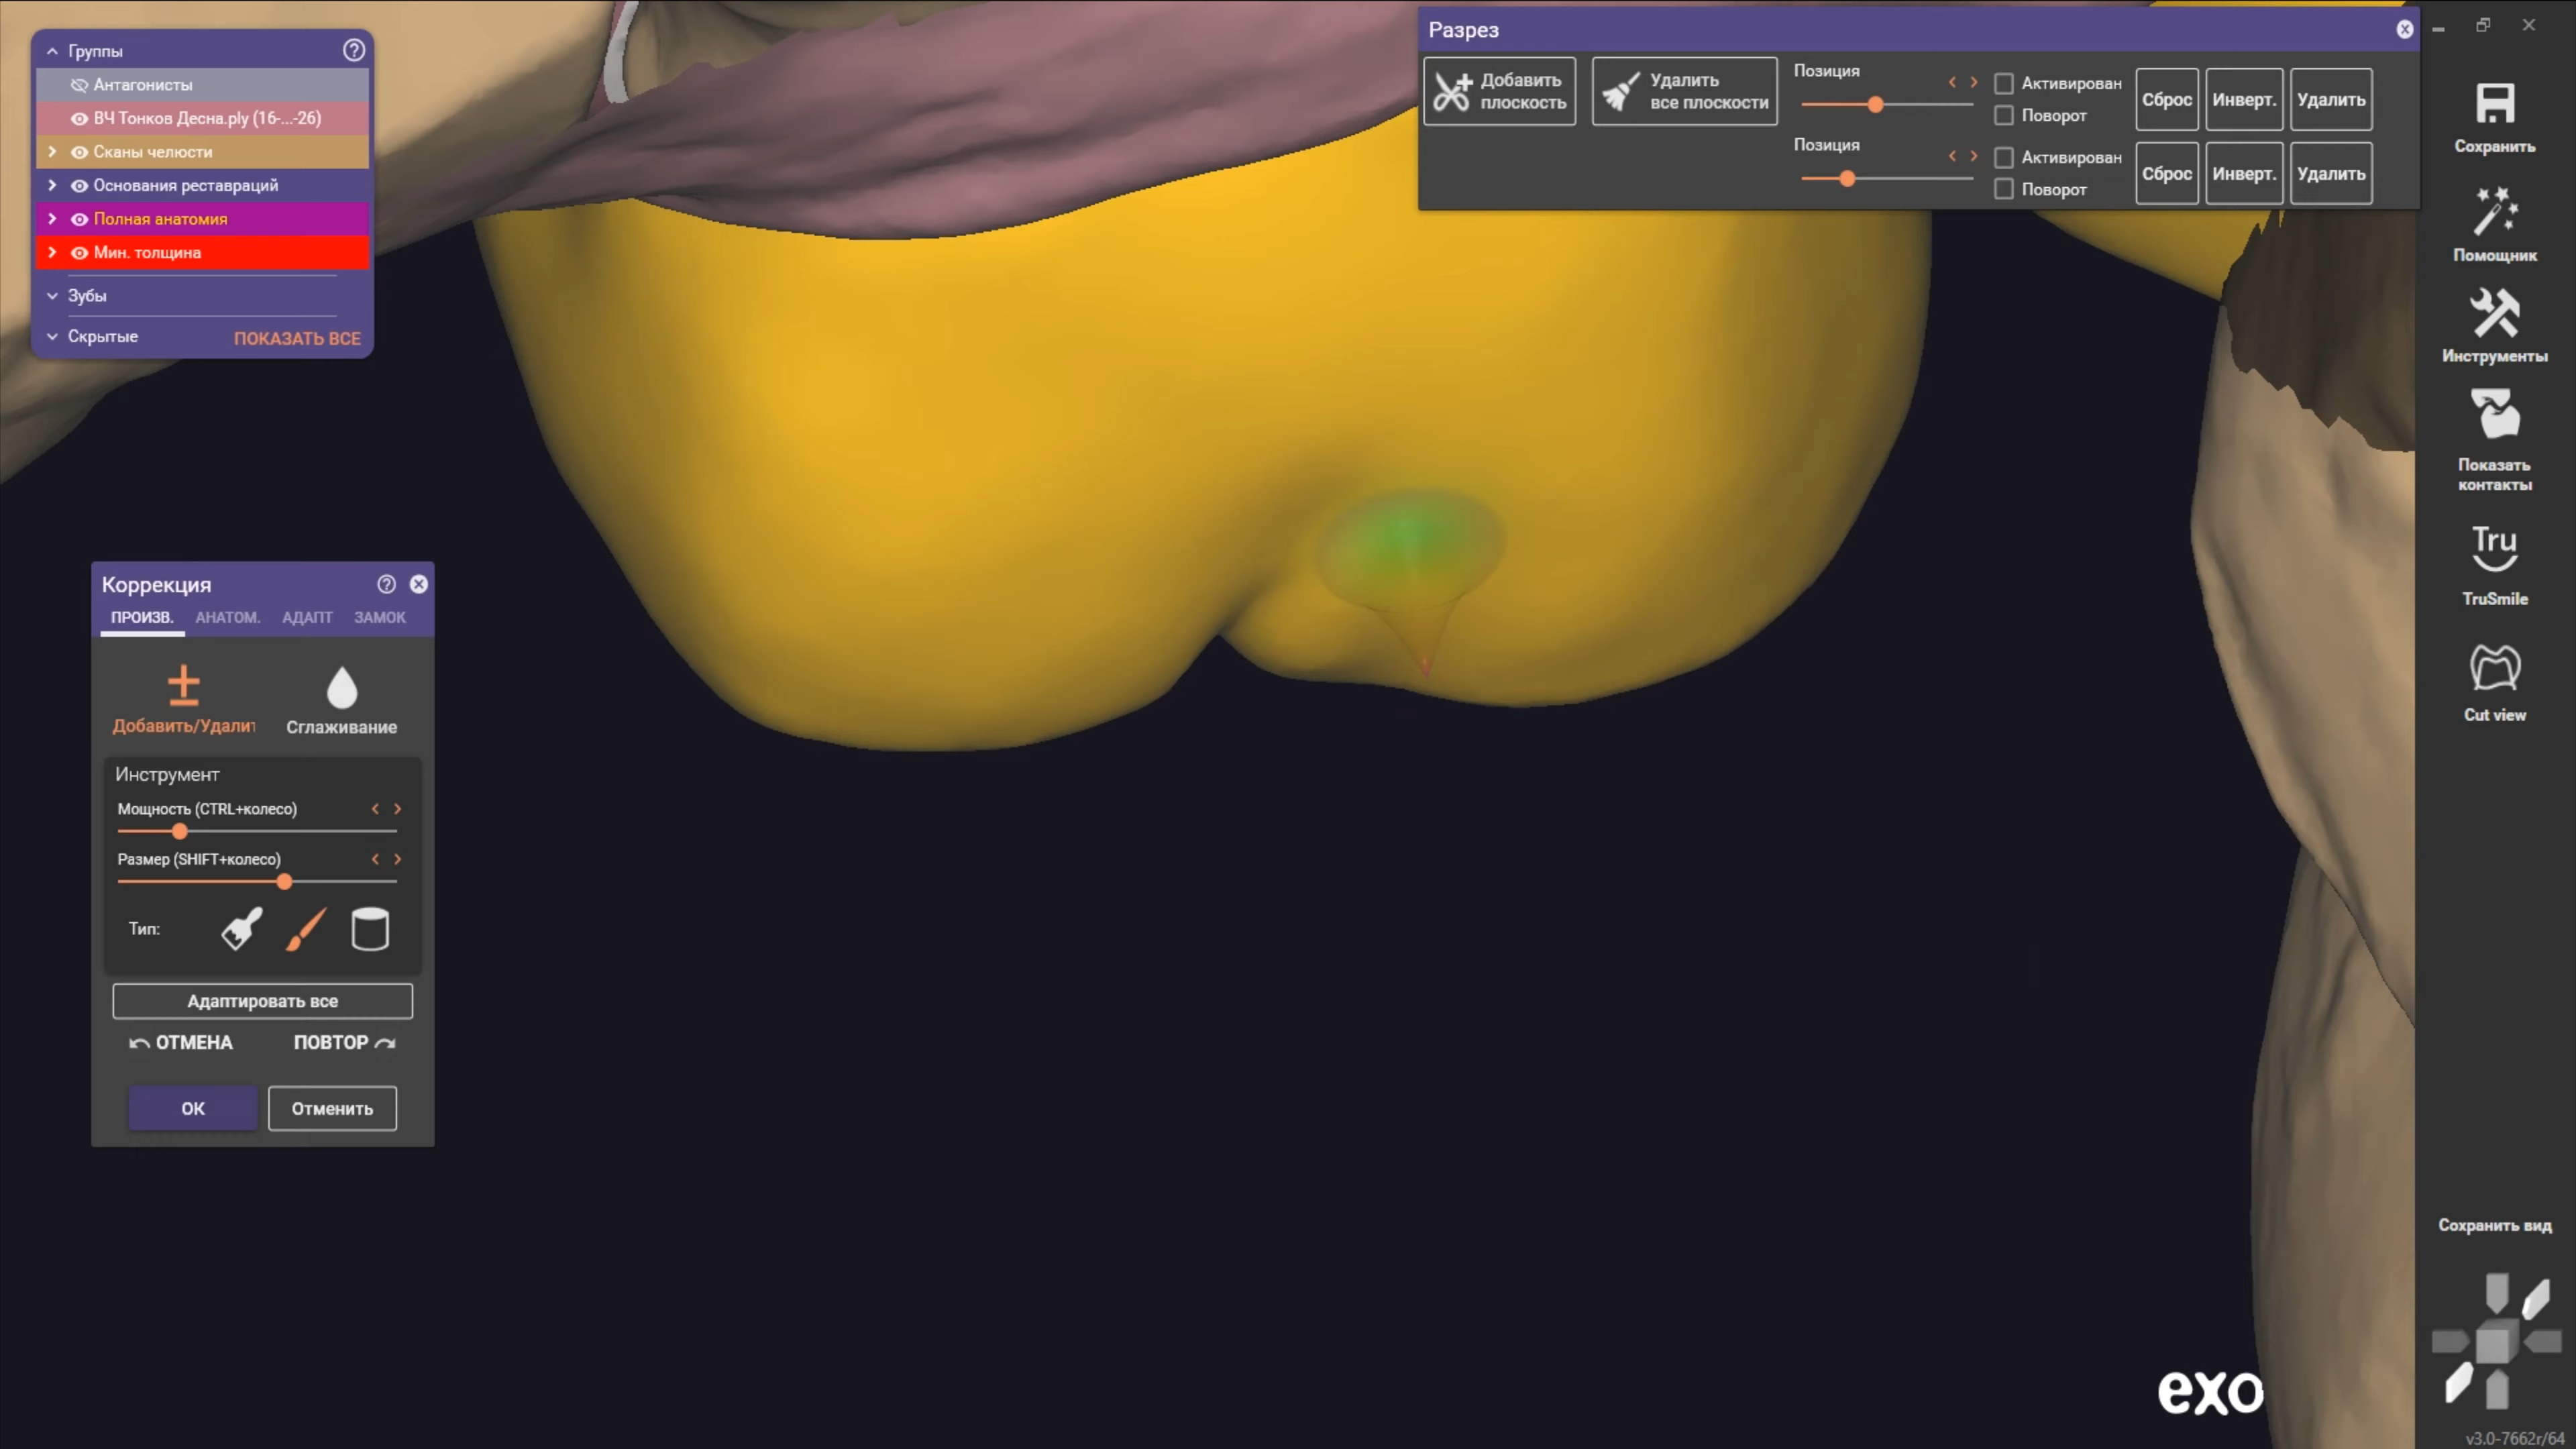 Группы
Антагонисты
ВЧ Тонков Десна.ply (16-...-26)
Сканы челюсти
Основания реставраций
Полная анатомия
Мин. толщина
Зубы
Скрытые ПОКАЗАТЬ ВСЕ
Разрез
Добавить
плоскость
Удалить
все плоскости
Позиция
Активирован
Поворот
Сброс Инверт. Удалить
Позиция
Активирован
Поворот
Сброс Инверт. Удалить
Коррекция
ПРОИЗВ. АНАТОМ. АДАПТ ЗАМОК
Добавить/Удалит Сглаживание
Инструмент
Мощность (CTRL+колесо)
Размер (SHIFT+колесо)
Тип:
Адаптировать все
ОТМЕНА ПОВТОР
ОК Отменить
Сохранить
Помощник
Инструменты
Показать
контакты
Tru
TruSmile
Cut view
Сохранить вид
exo
v3.0-7662r/64